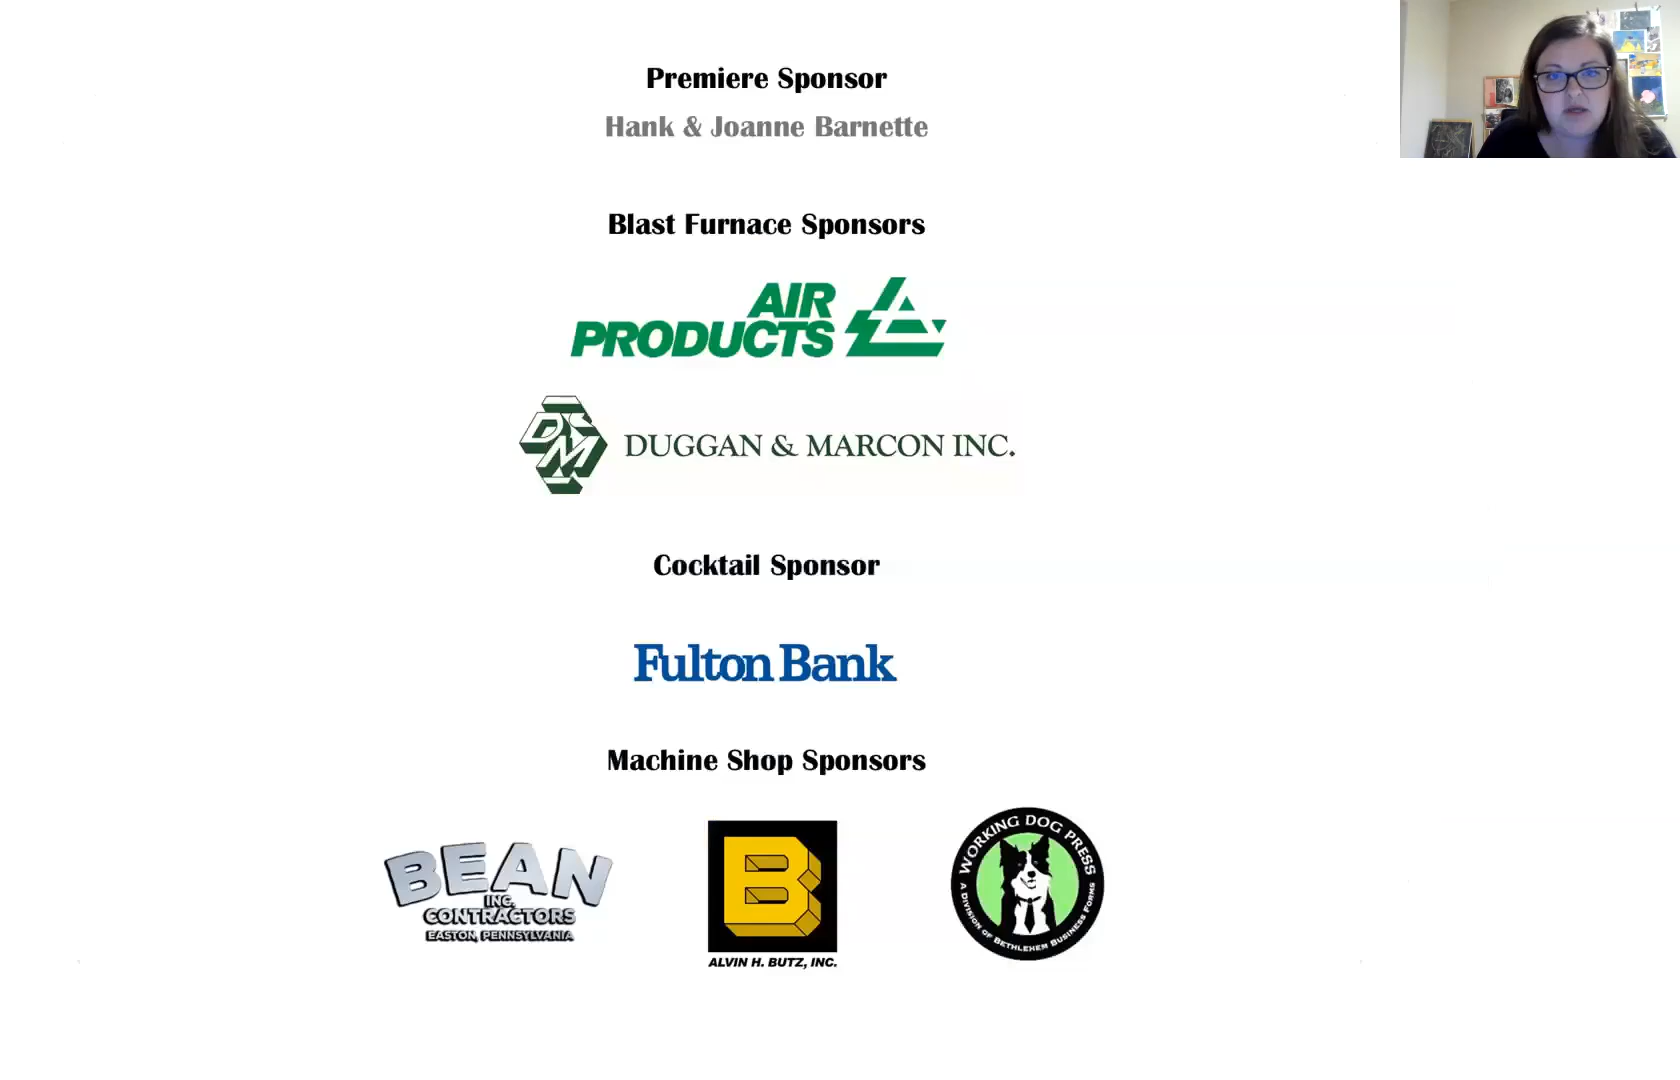 Premiere Sponsor
Hank & Joanne Barnette
Blast Furnace Sponsors
AIR
PRODUCTS
DM
DUGGAN & MARCON INC.
Cocktail Sponsor
Fulton Bank
Machine Shop Sponsors
BEAN
INC.
CONTRACTORS
EASTON, PENNSYLVANIA
B
ALVIN H. BUTZ, INC.
WORKING DOG PRESS
A DIVISION OF BETHLEHEM BUSINESS FORMS